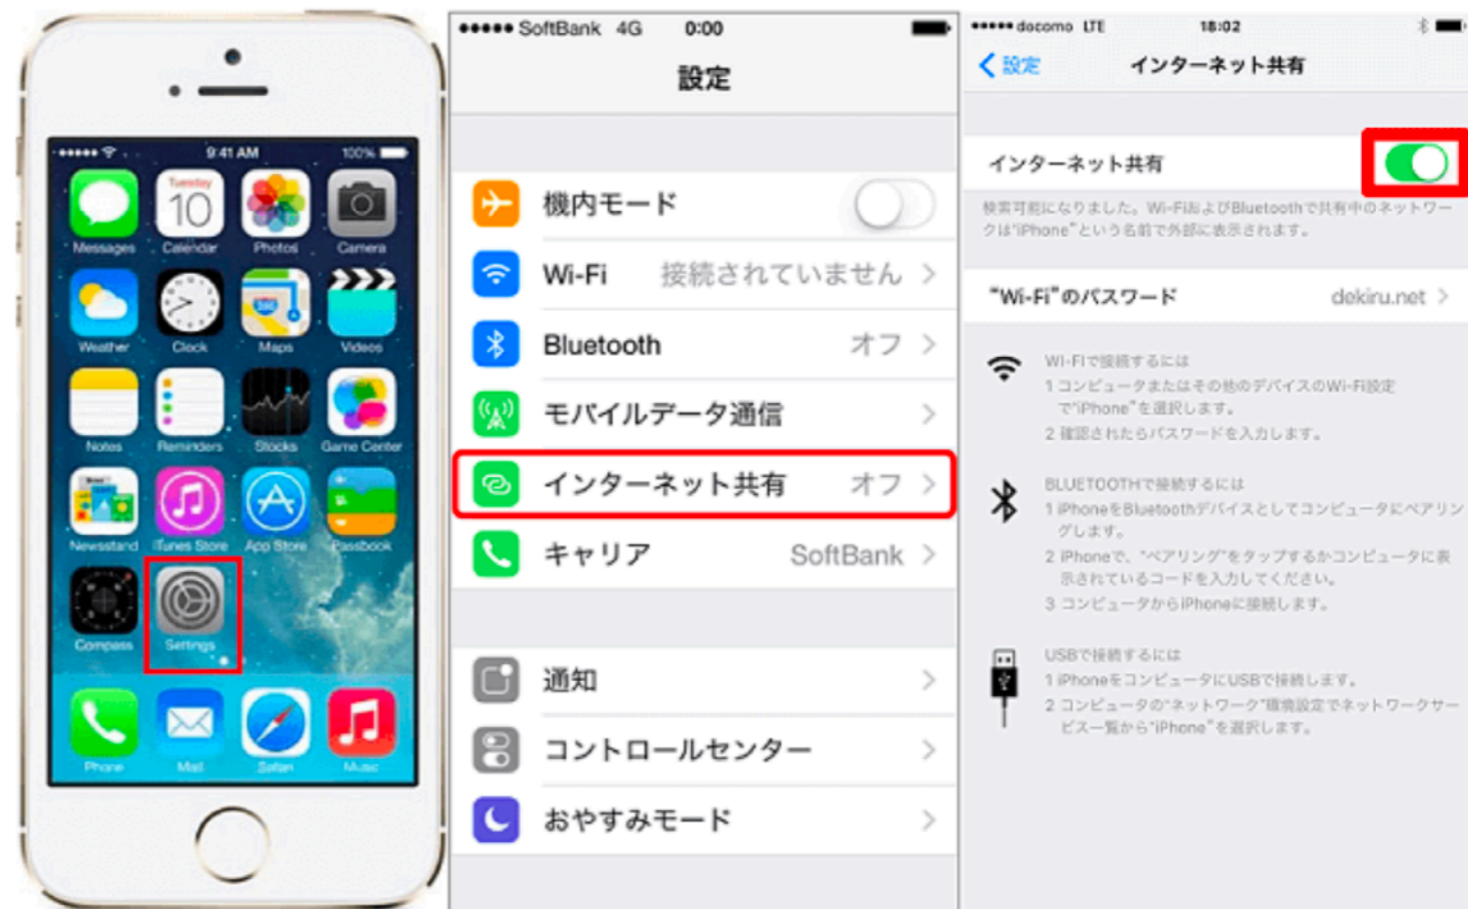 9:41 AM
100%
Tuesday
10
Messages
Calendar
Photos
Camera
280
Weather
Clock
Maps
Videos
Notes
Reminders
Stocks
Game Center
Newsstand
iTunes Store
App Store
Passbook
Compass
Settings
Phone
Mail
Safari
Music
SoftBank 4G 0:00
設定
機内モード
Wi-Fi 接続されていません
Bluetooth オフ
モバイルデータ通信
インターネット共有 オフ
キャリア SoftBank
通知
コントロールセンター
おやすみモード
docomo LTE 18:02
設定 インターネット共有
インターネット共有
検索可能になりました。Wi-FiおよびBluetoothで共有中のネットワー
クは"iPhone"という名前で外部に表示されます。
"Wi-Fi"のパスワード dekiru.net
WI-FIで接続するには
1 コンピュータまたはその他のデバイスのWi-Fi設定
で"iPhone"を選択します。
2 確認されたらパスワードを入力します。
BLUETOOTHで接続するには
1 iPhoneをBluetoothデバイスとしてコンピュータにペアリン
グします。
2 iPhoneで、"ペアリング"をタップするかコンピュータに表
示されているコードを入力してください。
3 コンピュータからiPhoneに接続します。
USBで接続するには
1 iPhoneをコンピュータにUSBで接続します。
2 コンピュータの"ネットワーク"環境設定でネットワークサー
ビス一覧から"iPhone"を選択します。